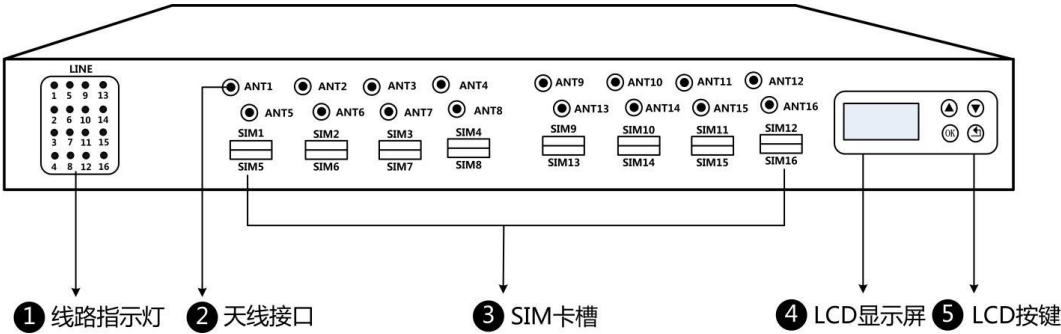 LINE
1 5 9 13
2 6 10 14
3 7 11 15
4 8 12 16
ANT1 ANT2 ANT3 ANT4 ANT9 ANT10 ANT11 ANT12
ANT5 ANT6 ANT7 ANT8 ANT13 ANT14 ANT15 ANT16
SIM1 SIM2 SIM3 SIM4 SIM9 SIM10 SIM11 SIM12
SIM5 SIM6 SIM7 SIM8 SIM13 SIM14 SIM15 SIM16
OK
1 线路指示灯 2 天线接口 3 SIM卡槽 4 LCD显示屏 5 LCD按键